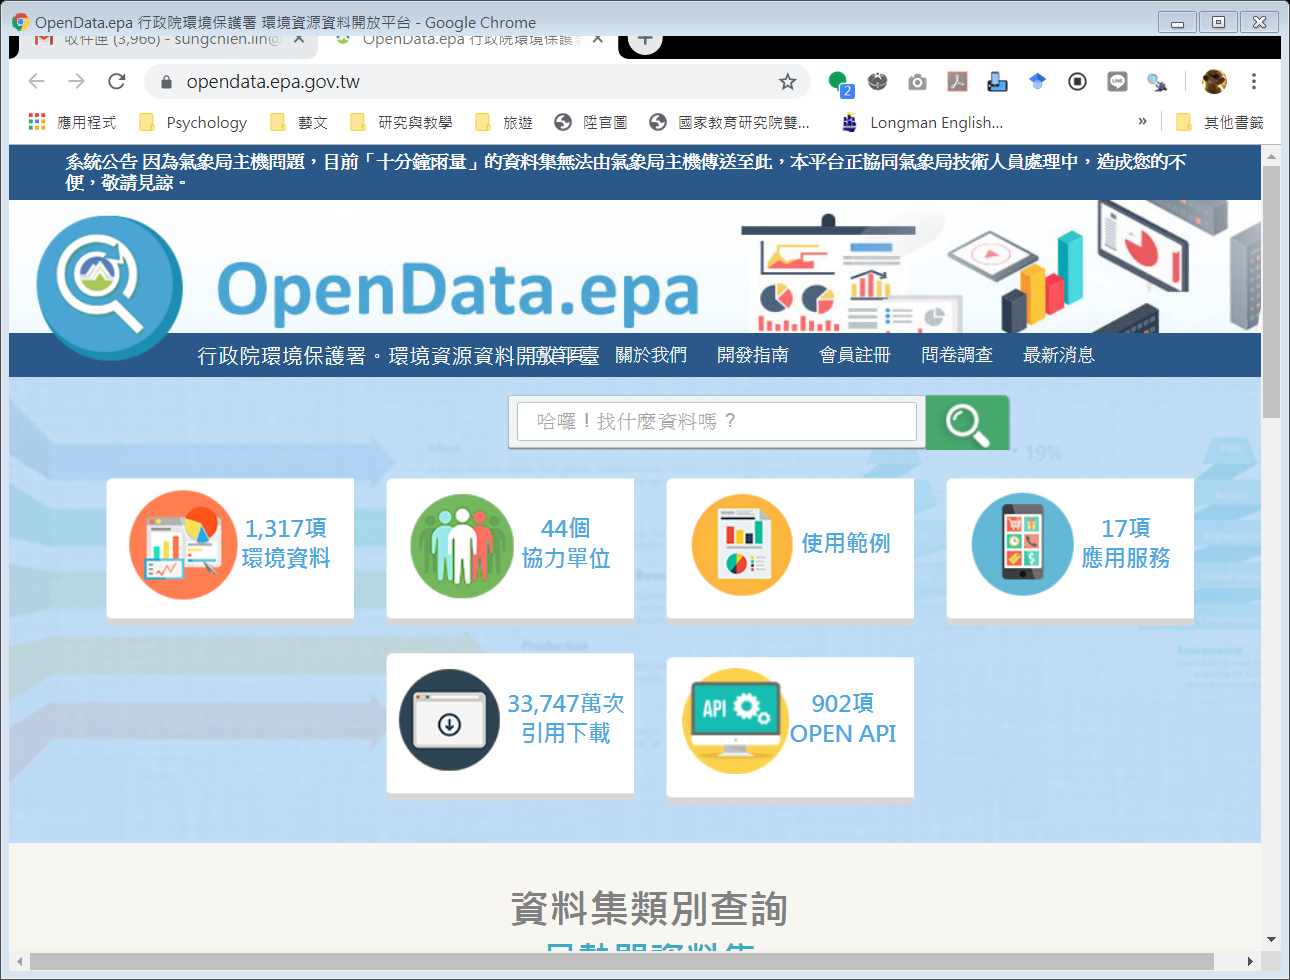 OpenData.epa 行政院環境保護署 環境資源資料開放平台 - Google Chrome
收件匣 (3,966) - sungchien.lin@
OpenData.epa 行政院環境保護署
opendata.epa.gov.tw
2
應用程式 Psychology 藝文 研究與教學 旅遊 陞官圖 國家教育研究院雙... Longman English... » 其他書籤
系統公告 因為氣象局主機問題，目前「十分鐘雨量」的資料集無法由氣象局主機傳送至此，本平台正協同氣象局技術人員處理中，造成您的不
便，敬請見諒。
OpenData.epa
行政院環境保護署。環境資源資料開放平臺 關於我們 開發指南 會員註冊 問卷調查 最新消息
哈囉！找什麼資料嗎？
19%
1,317項
環境資料
44個
協力單位
使用範例
17項
應用服務
Production
Enviromental
33,747萬次
引用下載
API
902項
OPEN API
資料集類別查詢